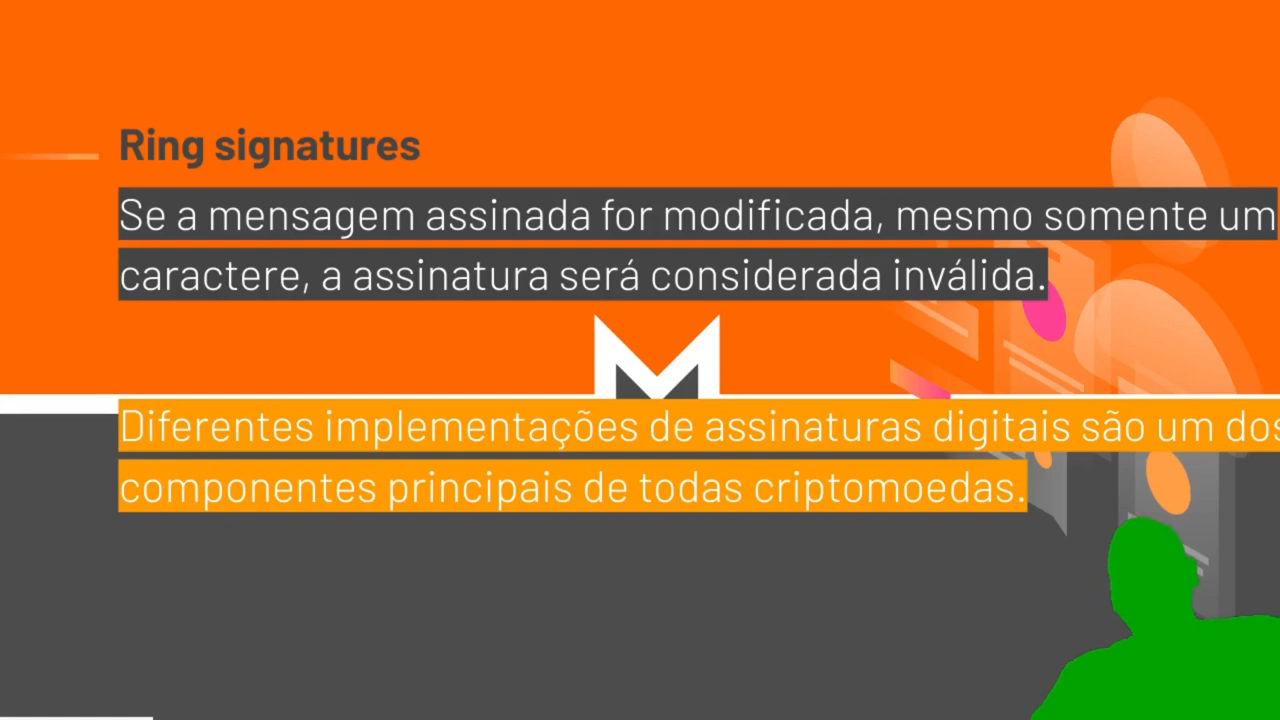 Ring signatures
Se a mensagem assinada for modificada, mesmo somente um
caractere, a assinatura será considerada inválida.
Diferentes implementações de assinaturas digitais são um dos
componentes principais de todas criptomoedas.